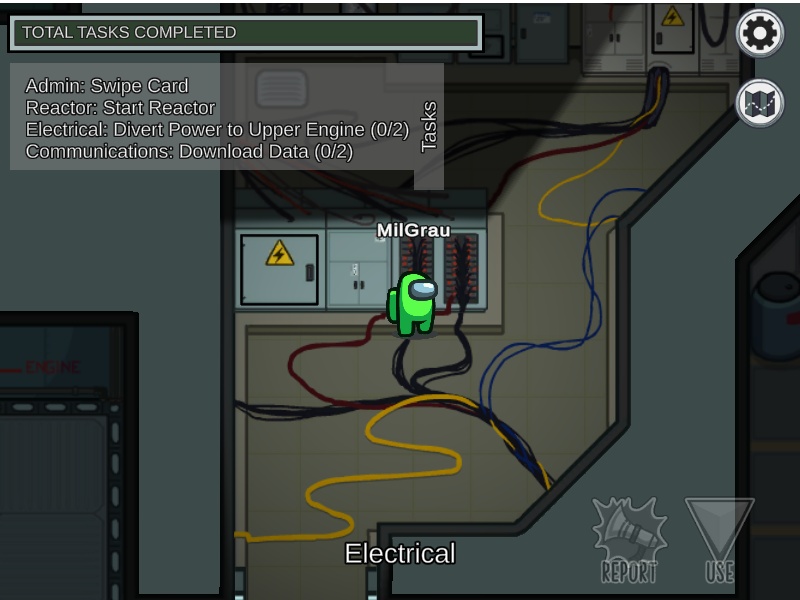 TOTAL TASKS COMPLETED
Admin: Swipe Card
Reactor: Start Reactor
Electrical: Divert Power to Upper Engine (0/2)
Communications: Download Data (0/2)
Tasks
MilGrau
ENGINE
Electrical
REPORT
USE